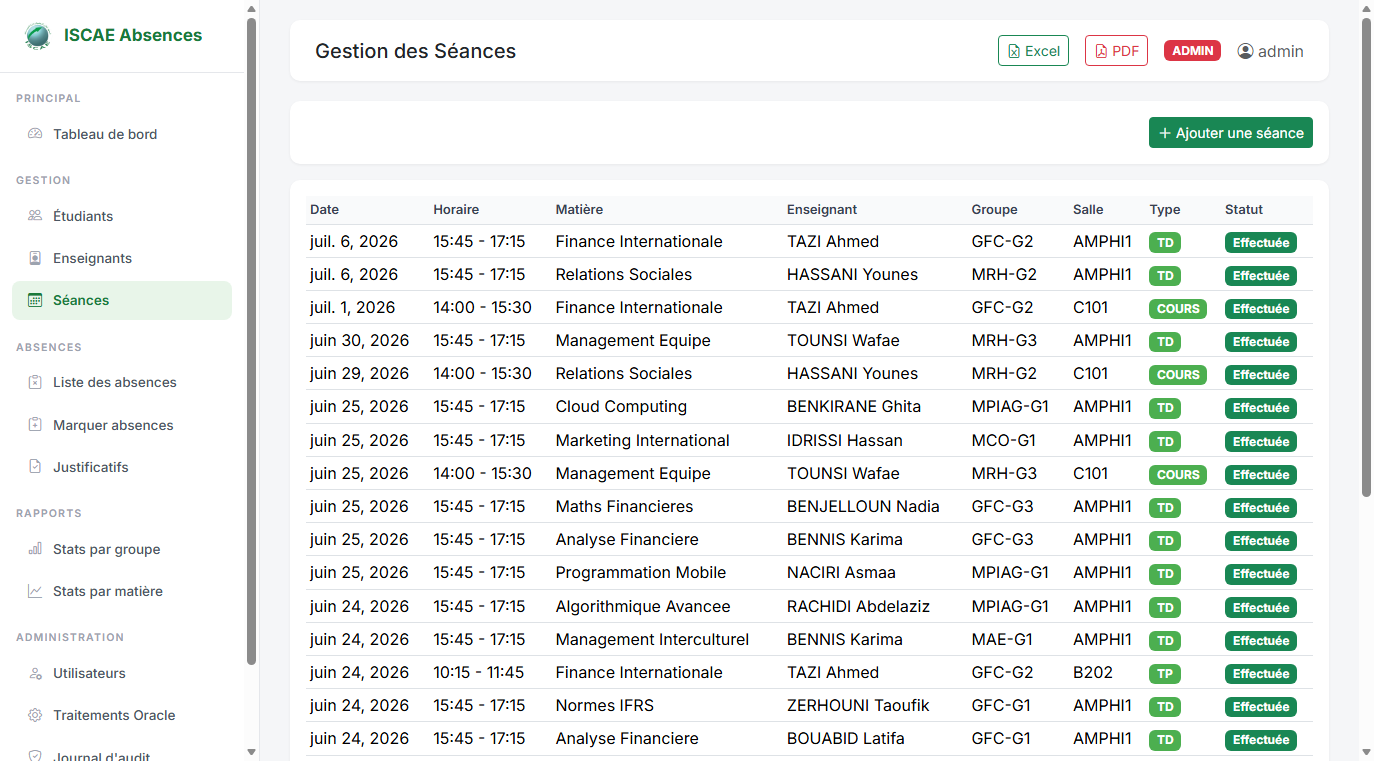 ISCAE Absences
PRINCIPAL
Tableau de bord
GESTION
Étudiants
Enseignants
Séances
ABSENCES
Liste des absences
Marquer absences
Justificatifs
RAPPORTS
Stats par groupe
Stats par matière
ADMINISTRATION
Utilisateurs
Traitements Oracle
Journal d'audit
Gestion des Séances Excel PDF ADMIN admin
+ Ajouter une séance
Date Horaire Matière Enseignant Groupe Salle Type Statut
juil. 6, 2026 15:45 - 17:15 Finance Internationale TAZI Ahmed GFC-G2 AMPHI1 TD Effectuée
juil. 6, 2026 15:45 - 17:15 Relations Sociales HASSANI Younes MRH-G2 AMPHI1 TD Effectuée
juil. 1, 2026 14:00 - 15:30 Finance Internationale TAZI Ahmed GFC-G2 C101 COURS Effectuée
juin 30, 2026 15:45 - 17:15 Management Equipe TOUNSI Wafae MRH-G3 AMPHI1 TD Effectuée
juin 29, 2026 14:00 - 15:30 Relations Sociales HASSANI Younes MRH-G2 C101 COURS Effectuée
juin 25, 2026 15:45 - 17:15 Cloud Computing BENKIRANE Ghita MPIAG-G1 AMPHI1 TD Effectuée
juin 25, 2026 15:45 - 17:15 Marketing International IDRISSI Hassan MCO-G1 AMPHI1 TD Effectuée
juin 25, 2026 14:00 - 15:30 Management Equipe TOUNSI Wafae MRH-G3 C101 COURS Effectuée
juin 25, 2026 15:45 - 17:15 Maths Financieres BENJELLOUN Nadia GFC-G3 AMPHI1 TD Effectuée
juin 25, 2026 15:45 - 17:15 Analyse Financiere BENNIS Karima GFC-G3 AMPHI1 TD Effectuée
juin 25, 2026 15:45 - 17:15 Programmation Mobile NACIRI Asmaa MPIAG-G1 AMPHI1 TD Effectuée
juin 24, 2026 15:45 - 17:15 Algorithmique Avancee RACHIDI Abdelaziz MPIAG-G1 AMPHI1 TD Effectuée
juin 24, 2026 15:45 - 17:15 Management Interculturel BENNIS Karima MAE-G1 AMPHI1 TD Effectuée
juin 24, 2026 10:15 - 11:45 Finance Internationale TAZI Ahmed GFC-G2 B202 TP Effectuée
juin 24, 2026 15:45 - 17:15 Normes IFRS ZERHOUNI Taoufik GFC-G1 AMPHI1 TD Effectuée
juin 24, 2026 15:45 - 17:15 Analyse Financiere BOUABID Latifa GFC-G1 AMPHI1 TD Effectuée